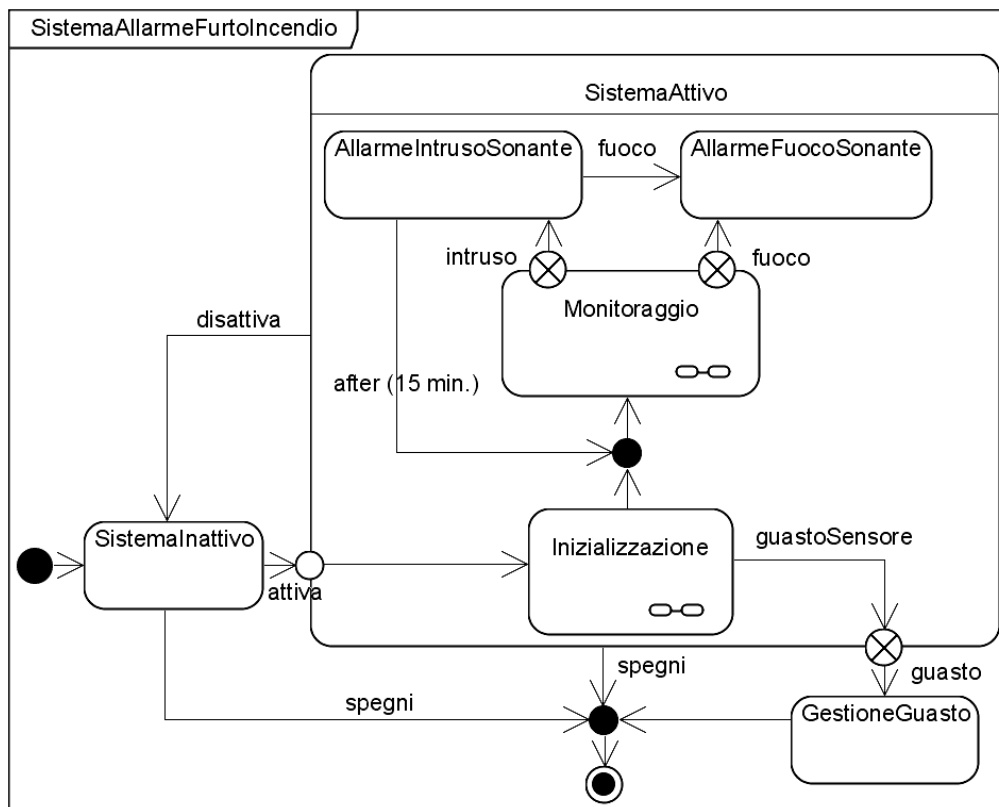 SistemaAllarmeFurtoIncendio
SistemaAttivo
AllarmeIntrusoSonante
fuoco
AllarmeFuocoSonante
intruso
fuoco
Monitoraggio
disattiva
after (15 min.)
SistemaInattivo
attiva
Inizializzazione
guastoSensore
spegni
guasto
spegni
GestioneGuasto